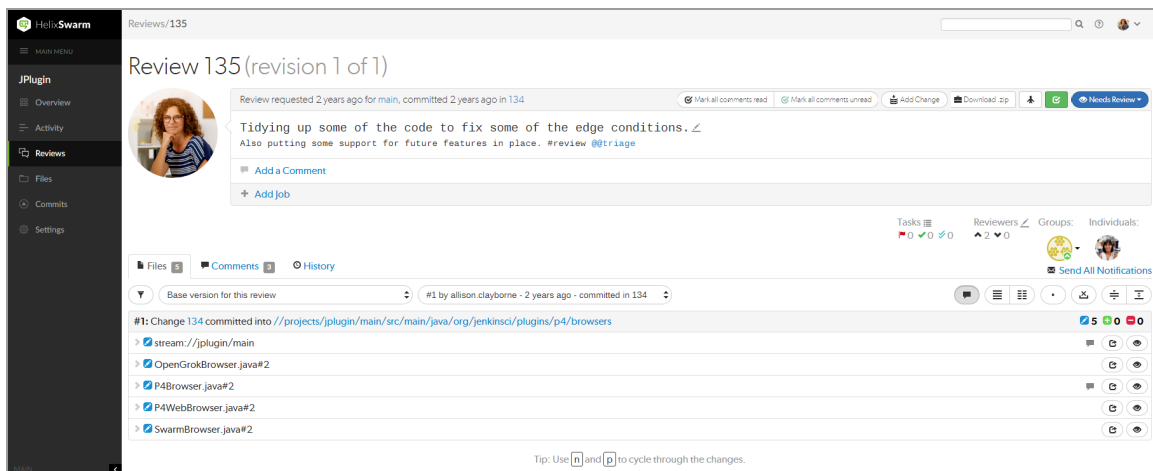 HelixSwarm
Reviews/135
MAIN MENU
JPlugin
Overview
Activity
Reviews
Files
Commits
Settings
MAIN
Review 135 (revision 1 of 1)
Review requested 2 years ago for main, committed 2 years ago in 134
Mark all comments read
Mark all comments unread
Add Change
Download .zip
Needs Review
Tidying up some of the code to fix some of the edge conditions.
Also putting some support for future features in place. #review @@triage
Add a Comment
Add Job
Tasks Reviewers Groups: Individuals:
0 0 0 2 0
Send All Notifications
Files 5 Comments 3 History
Base version for this review
#1 by allison.clayborne - 2 years ago - committed in 134
#1: Change 134 committed into //projects/jplugin/main/src/main/java/org/jenkinsci/plugins/p4/browsers 5 0 0
stream://jplugin/main
OpenGrokBrowser.java#2
P4Browser.java#2
P4WebBrowser.java#2
SwarmBrowser.java#2
Tip: Use n and p to cycle through the changes.